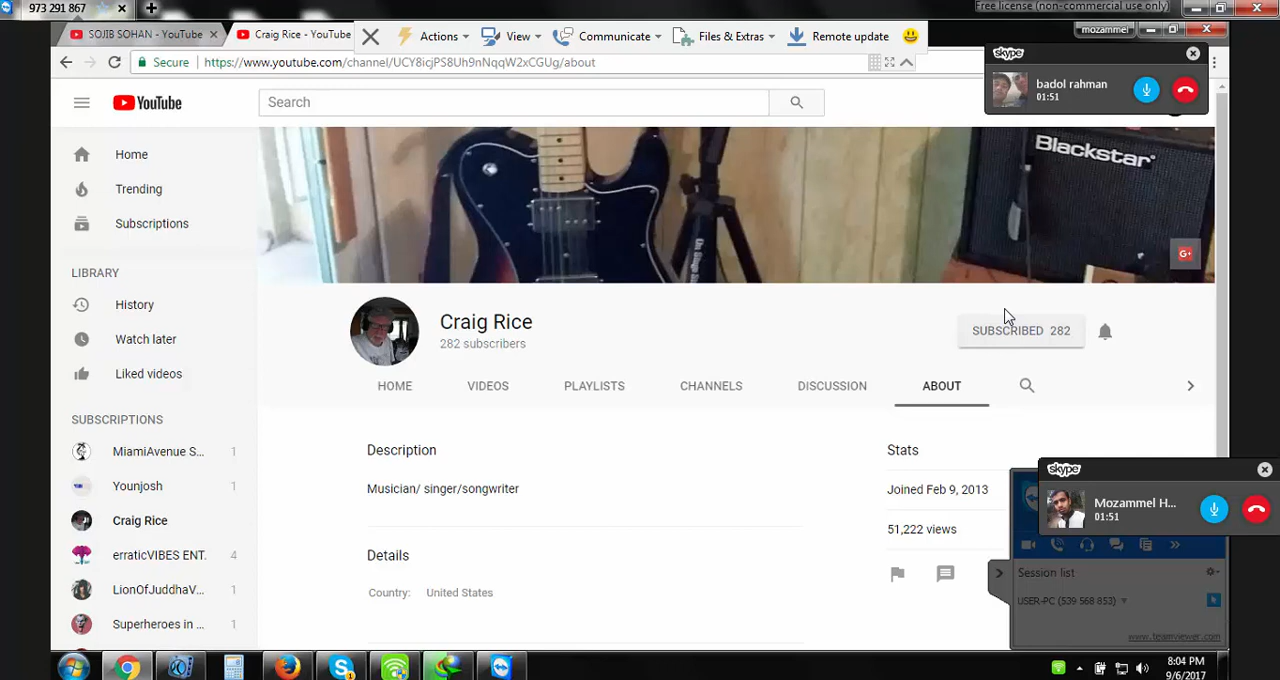 973 291 867
Free license (non-commercial use only)
SOJIB SOHAN - YouTube
Craig Rice - YouTube
Actions
View
Communicate
Files & Extras
Remote update
mozammel
Secure
https://www.youtube.com/channel/UCY8icjPS8Uh9nNqqW2xCGUg/about
skype
badol rahman
01:51
YouTube
Search
Home
Trending
Subscriptions
LIBRARY
History
Watch later
Liked videos
SUBSCRIPTIONS
MiamiAvenue S... 1
Younjosh 1
Craig Rice
erraticVIBES ENT. 4
LionOfJuddhaV... 1
Superheroes in ... 1
Blackstar
On Stage
G+
Craig Rice
282 subscribers
SUBSCRIBED 282
HOME
VIDEOS
PLAYLISTS
CHANNELS
DISCUSSION
ABOUT
Description
Musician/ singer/songwriter
Details
Country: United States
Stats
Joined Feb 9, 2013
51,222 views
skype
Mozammel H...
01:51
Session list
USER-PC (539 568 853)
www.teamviewer.com
8:04 PM
9/6/2017